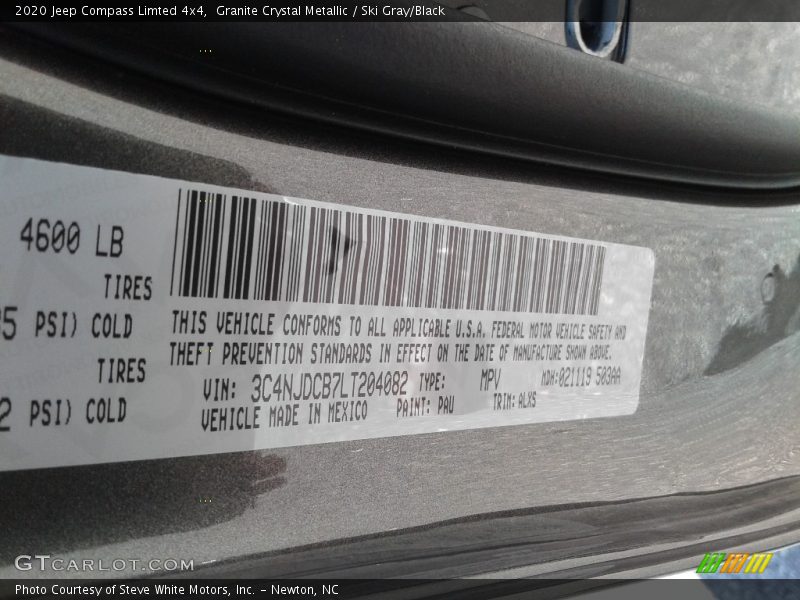 2020 Jeep Compass Limted 4x4,  Granite Crystal Metallic / Ski Gray/Black
4600 LB
TIRES
5 PSI) COLD
TIRES
2 PSI) COLD
THIS VEHICLE CONFORMS TO ALL APPLICABLE U.S.A. FEDERAL MOTOR VEHICLE SAFETY AND
THEFT PREVENTION STANDARDS IN EFFECT ON THE DATE OF MANUFACTURE SHOWN ABOVE.
VIN: 3C4NJDCB7LT204082 TYPE: MPV MDH:021119 503AA
VEHICLE MADE IN MEXICO PAINT: PAU TRIM: ALXS
GTCARLOT.COM
Photo Courtesy of Steve White Motors, Inc. – Newton, NC